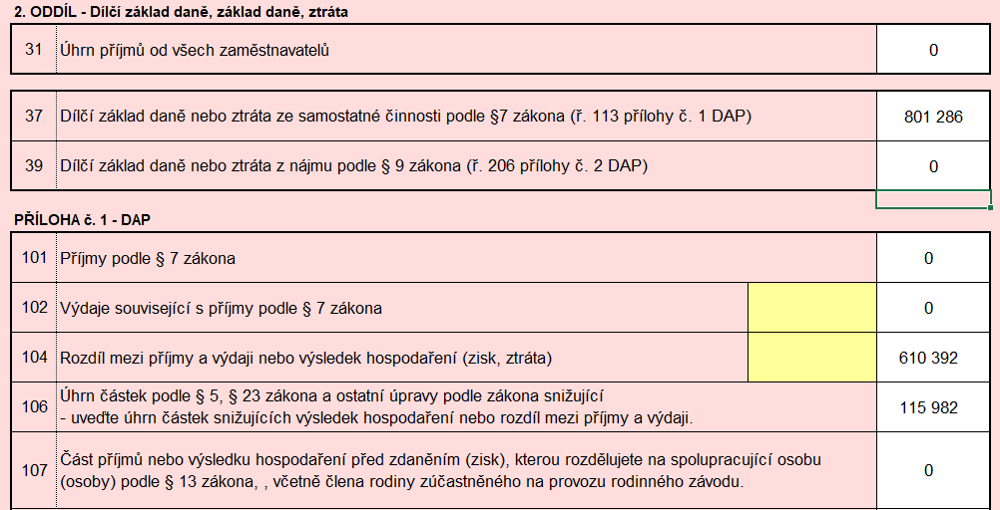 2. ODDÍL - Dílčí základ daně, základ daně, ztráta
31 Úhrn příjmů od všech zaměstnavatelů 0
37 Dílčí základ daně nebo ztráta ze samostatné činnosti podle §7 zákona (ř. 113 přílohy č. 1 DAP) 801 286
39 Dílčí základ daně nebo ztráta z nájmu podle § 9 zákona (ř. 206 přílohy č. 2 DAP) 0
PŘÍLOHA č. 1 - DAP
101 Příjmy podle § 7 zákona 0
102 Výdaje související s příjmy podle § 7 zákona 0
104 Rozdíl mezi příjmy a výdaji nebo výsledek hospodaření (zisk, ztráta) 610 392
106 Úhrn částek podle § 5, § 23 zákona a ostatní úpravy podle zákona snižující
- uveďte úhrn částek snižujících výsledek hospodaření nebo rozdíl mezi příjmy a výdaji. 115 982
107 Část příjmů nebo výsledku hospodaření před zdaněním (zisk), kterou rozdělujete na spolupracující osobu
(osoby) podle § 13 zákona, , včetně člena rodiny zúčastněného na provozu rodinného závodu. 0